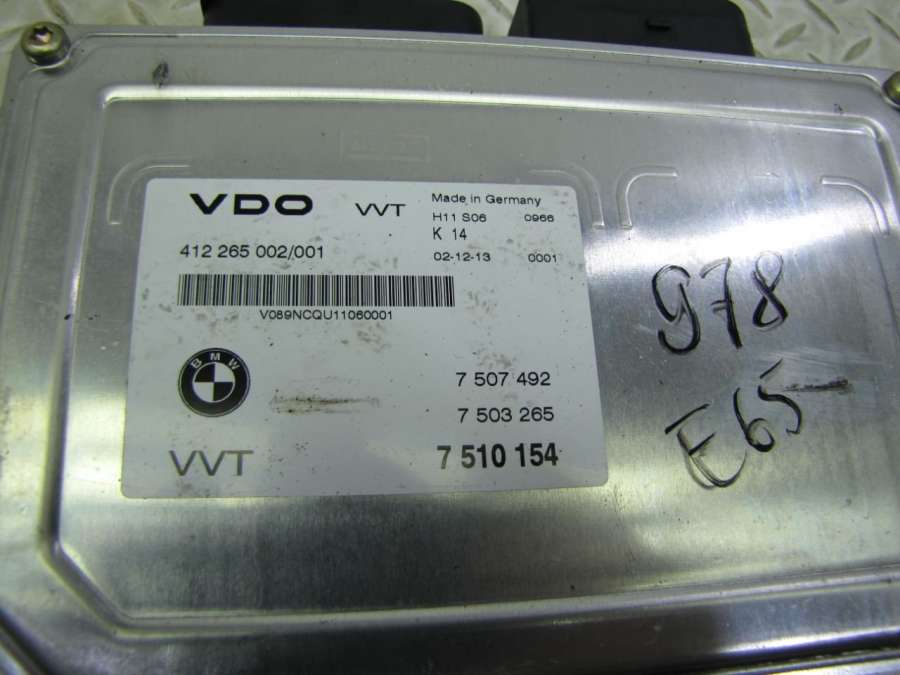 VDO VVT Made in Germany
H11 S06 0966
K 14
412 265 002/001 02-12-13 0001
V089NCQU11060001
BMW
7 507 492
7 503 265
VVT 7 510 154
978
E65